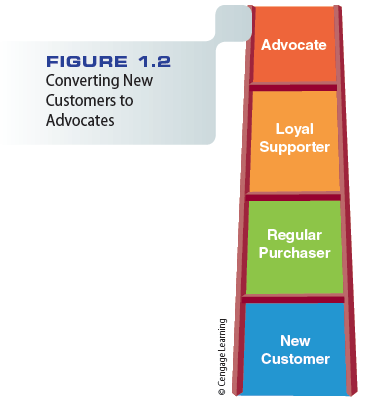 FIGURE 1.2
Converting New
Customers to
Advocates
Advocate
Loyal
Supporter
Regular
Purchaser
New
Customer
© Cengage Learning